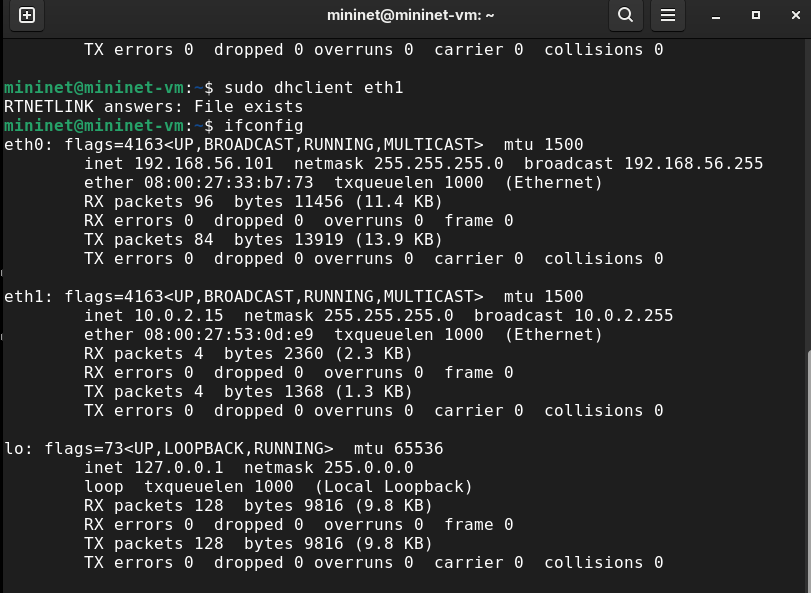 mininet@mininet-vm: ~
        TX errors 0  dropped 0 overruns 0  carrier 0  collisions 0
mininet@mininet-vm:~$ sudo dhclient eth1
RTNETLINK answers: File exists
mininet@mininet-vm:~$ ifconfig
eth0: flags=4163<UP,BROADCAST,RUNNING,MULTICAST>  mtu 1500
        inet 192.168.56.101  netmask 255.255.255.0  broadcast 192.168.56.255
        ether 08:00:27:33:b7:73  txqueuelen 1000  (Ethernet)
        RX packets 96  bytes 11456 (11.4 KB)
        RX errors 0  dropped 0  overruns 0  frame 0
        TX packets 84  bytes 13919 (13.9 KB)
        TX errors 0  dropped 0 overruns 0  carrier 0  collisions 0
eth1: flags=4163<UP,BROADCAST,RUNNING,MULTICAST>  mtu 1500
        inet 10.0.2.15  netmask 255.255.255.0  broadcast 10.0.2.255
        ether 08:00:27:53:0d:e9  txqueuelen 1000  (Ethernet)
        RX packets 4  bytes 2360 (2.3 KB)
        RX errors 0  dropped 0  overruns 0  frame 0
        TX packets 4  bytes 1368 (1.3 KB)
        TX errors 0  dropped 0 overruns 0  carrier 0  collisions 0
lo: flags=73<UP,LOOPBACK,RUNNING>  mtu 65536
        inet 127.0.0.1  netmask 255.0.0.0
        loop  txqueuelen 1000  (Local Loopback)
        RX packets 128  bytes 9816 (9.8 KB)
        RX errors 0  dropped 0  overruns 0  frame 0
        TX packets 128  bytes 9816 (9.8 KB)
        TX errors 0  dropped 0 overruns 0  carrier 0  collisions 0